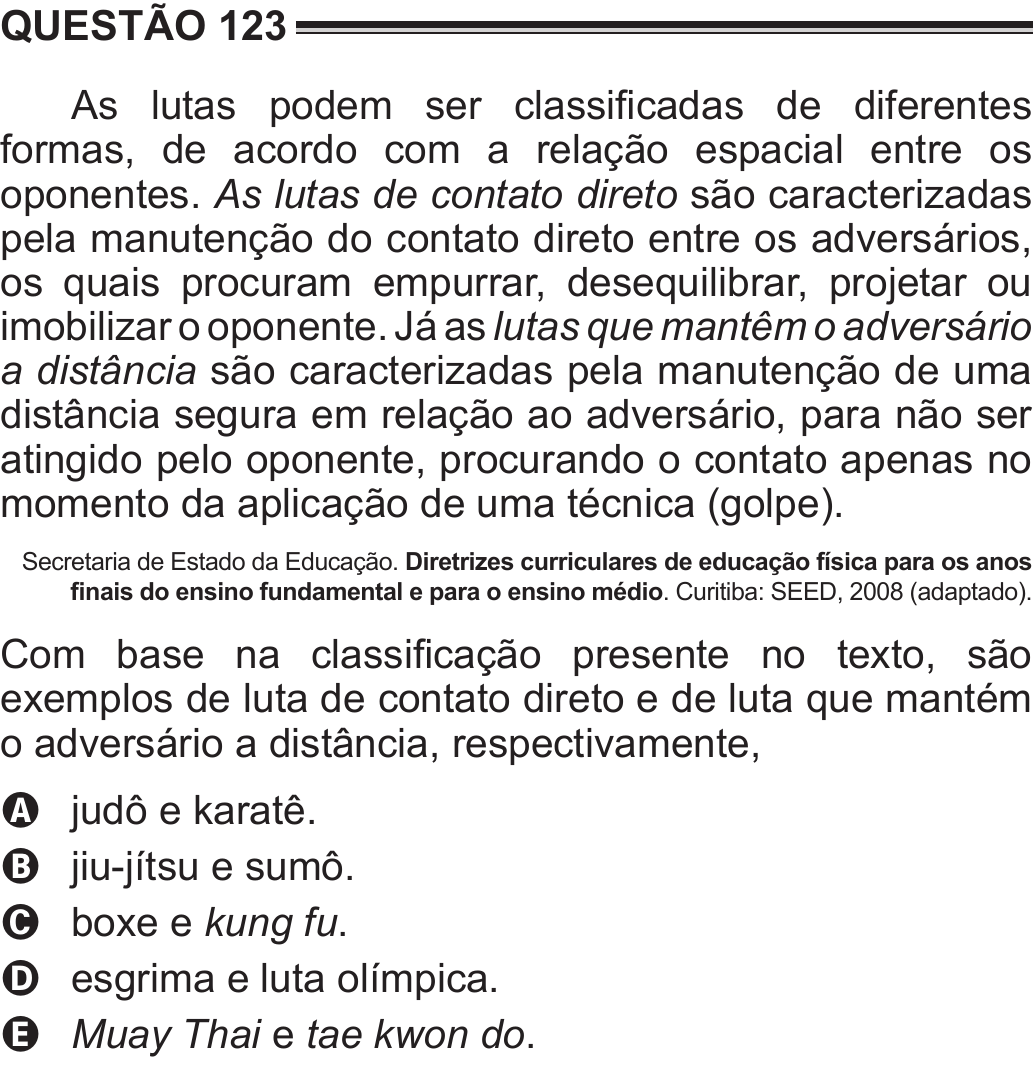 QUESTÃO 123
As lutas podem ser classificadas de diferentes
formas, de acordo com a relação espacial entre os
oponentes. As lutas de contato direto são caracterizadas
pela manutenção do contato direto entre os adversários,
os quais procuram empurrar, desequilibrar, projetar ou
imobilizar o oponente. Já as lutas que mantêm o adversário
a distância são caracterizadas pela manutenção de uma
distância segura em relação ao adversário, para não ser
atingido pelo oponente, procurando o contato apenas no
momento da aplicação de uma técnica (golpe).
Secretaria de Estado da Educação. Diretrizes curriculares de educação física para os anos
finais do ensino fundamental e para o ensino médio. Curitiba: SEED, 2008 (adaptado).
Com base na classificação presente no texto, são
exemplos de luta de contato direto e de luta que mantém
o adversário a distância, respectivamente,
A judô e karatê.
B jiu-jítsu e sumô.
C boxe e kung fu.
D esgrima e luta olímpica.
E Muay Thai e tae kwon do.